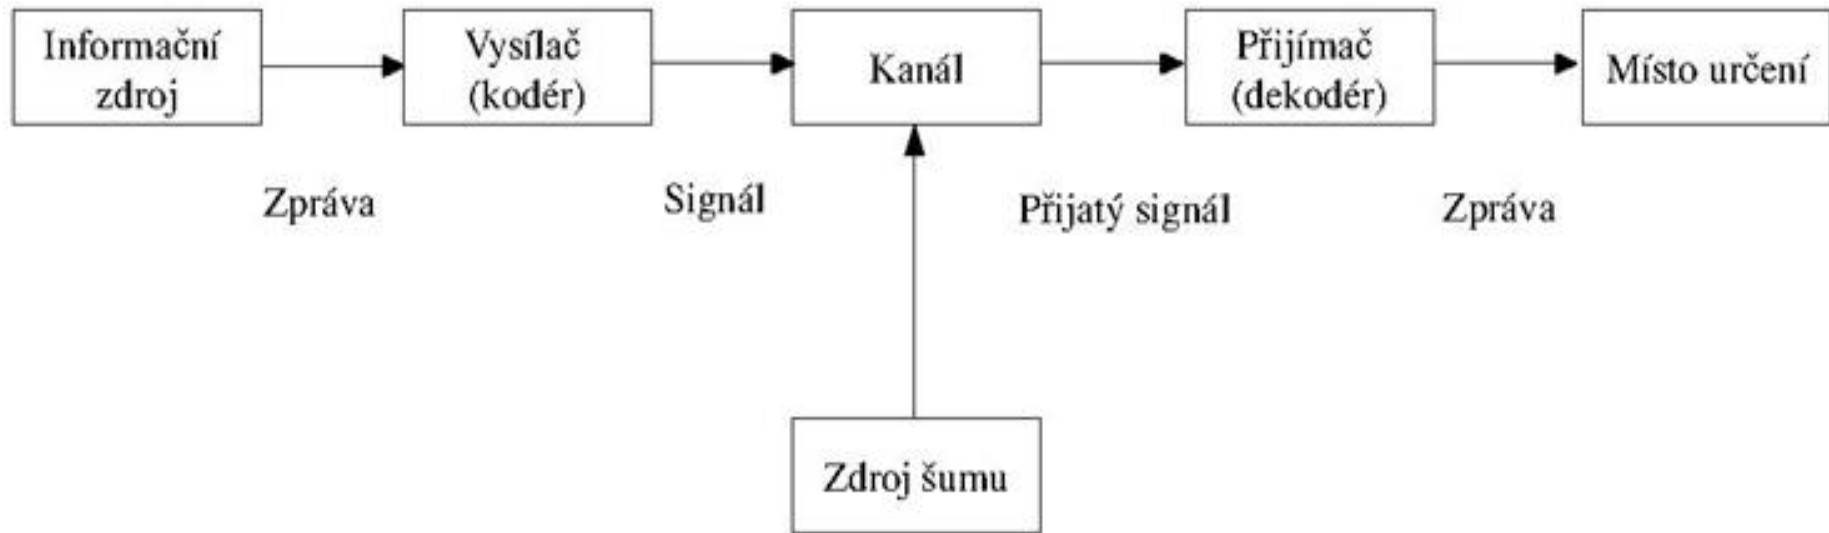 Informační
zdroj
Vysílač
(kodér)
Kanál
Přijímač
(dekodér)
Místo určení
Zpráva
Signál
Přijatý signál
Zpráva
Zdroj šumu